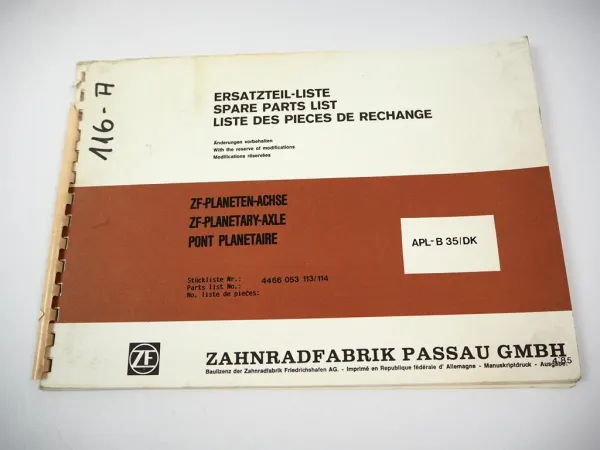 116-A
ERSATZTEIL-LISTE
SPARE PARTS LIST
LISTE DES PIECES DE RECHANGE
Änderungen vorbehalten
With the reserve of modifications
Modifications réservées
ZF-PLANETEN-ACHSE
ZF-PLANETARY-AXLE
PONT PLANETAIRE
APL-B 35/DK
Stückliste Nr.: 4466 053 113/114
Parts list No.:
No. liste de pièces:
ZF
ZAHNRADFABRIK PASSAU GMBH
Baulizenz der Zahnradfabrik Friedrichshafen AG. - Imprimé en Republique fédérale d' Allemagne - Manuskriptdruck - Ausgabe: 4.85